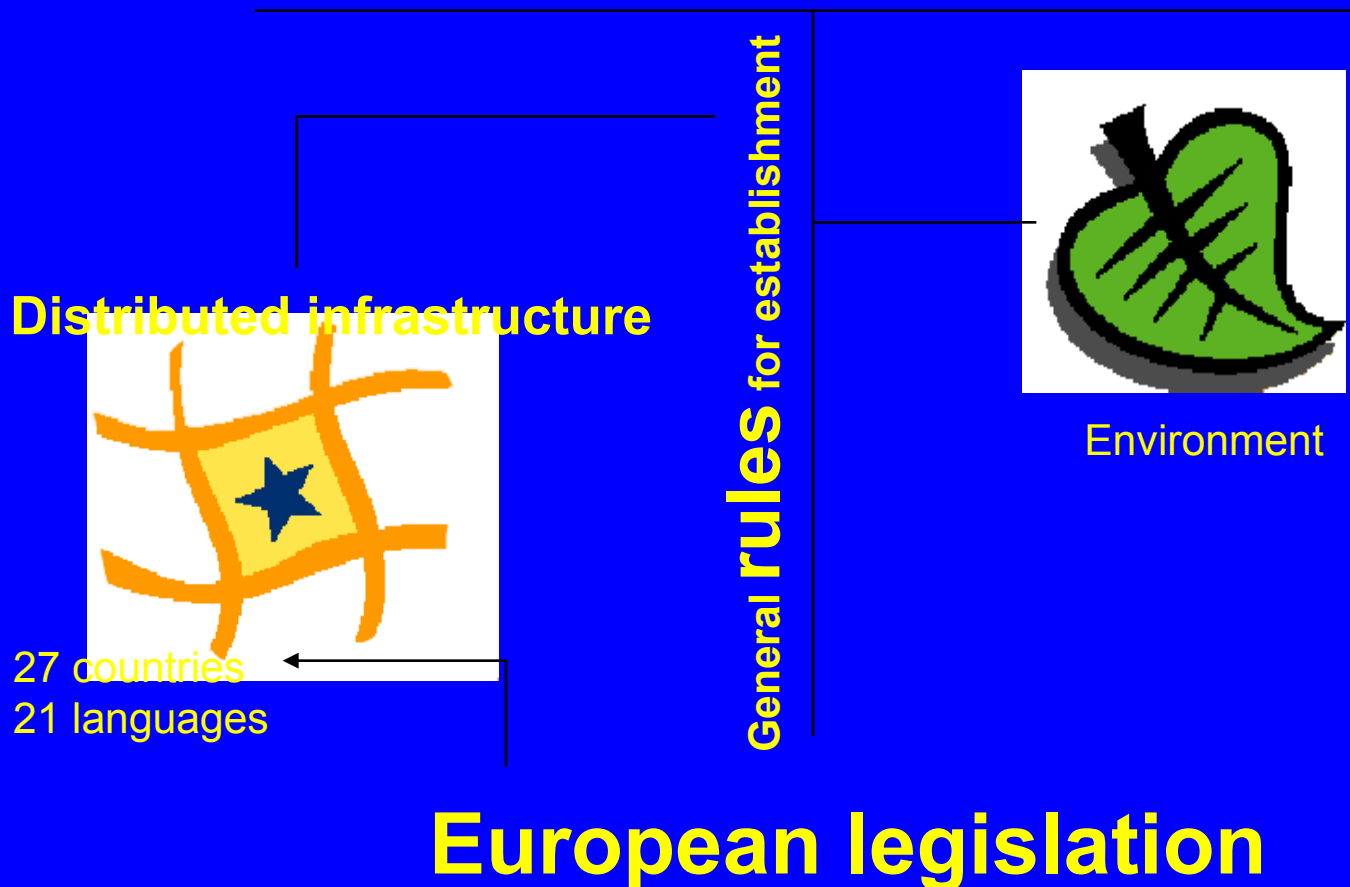 General rules for establishment
Distributed infrastructure
Environment
27 countries
21 languages
European legislation